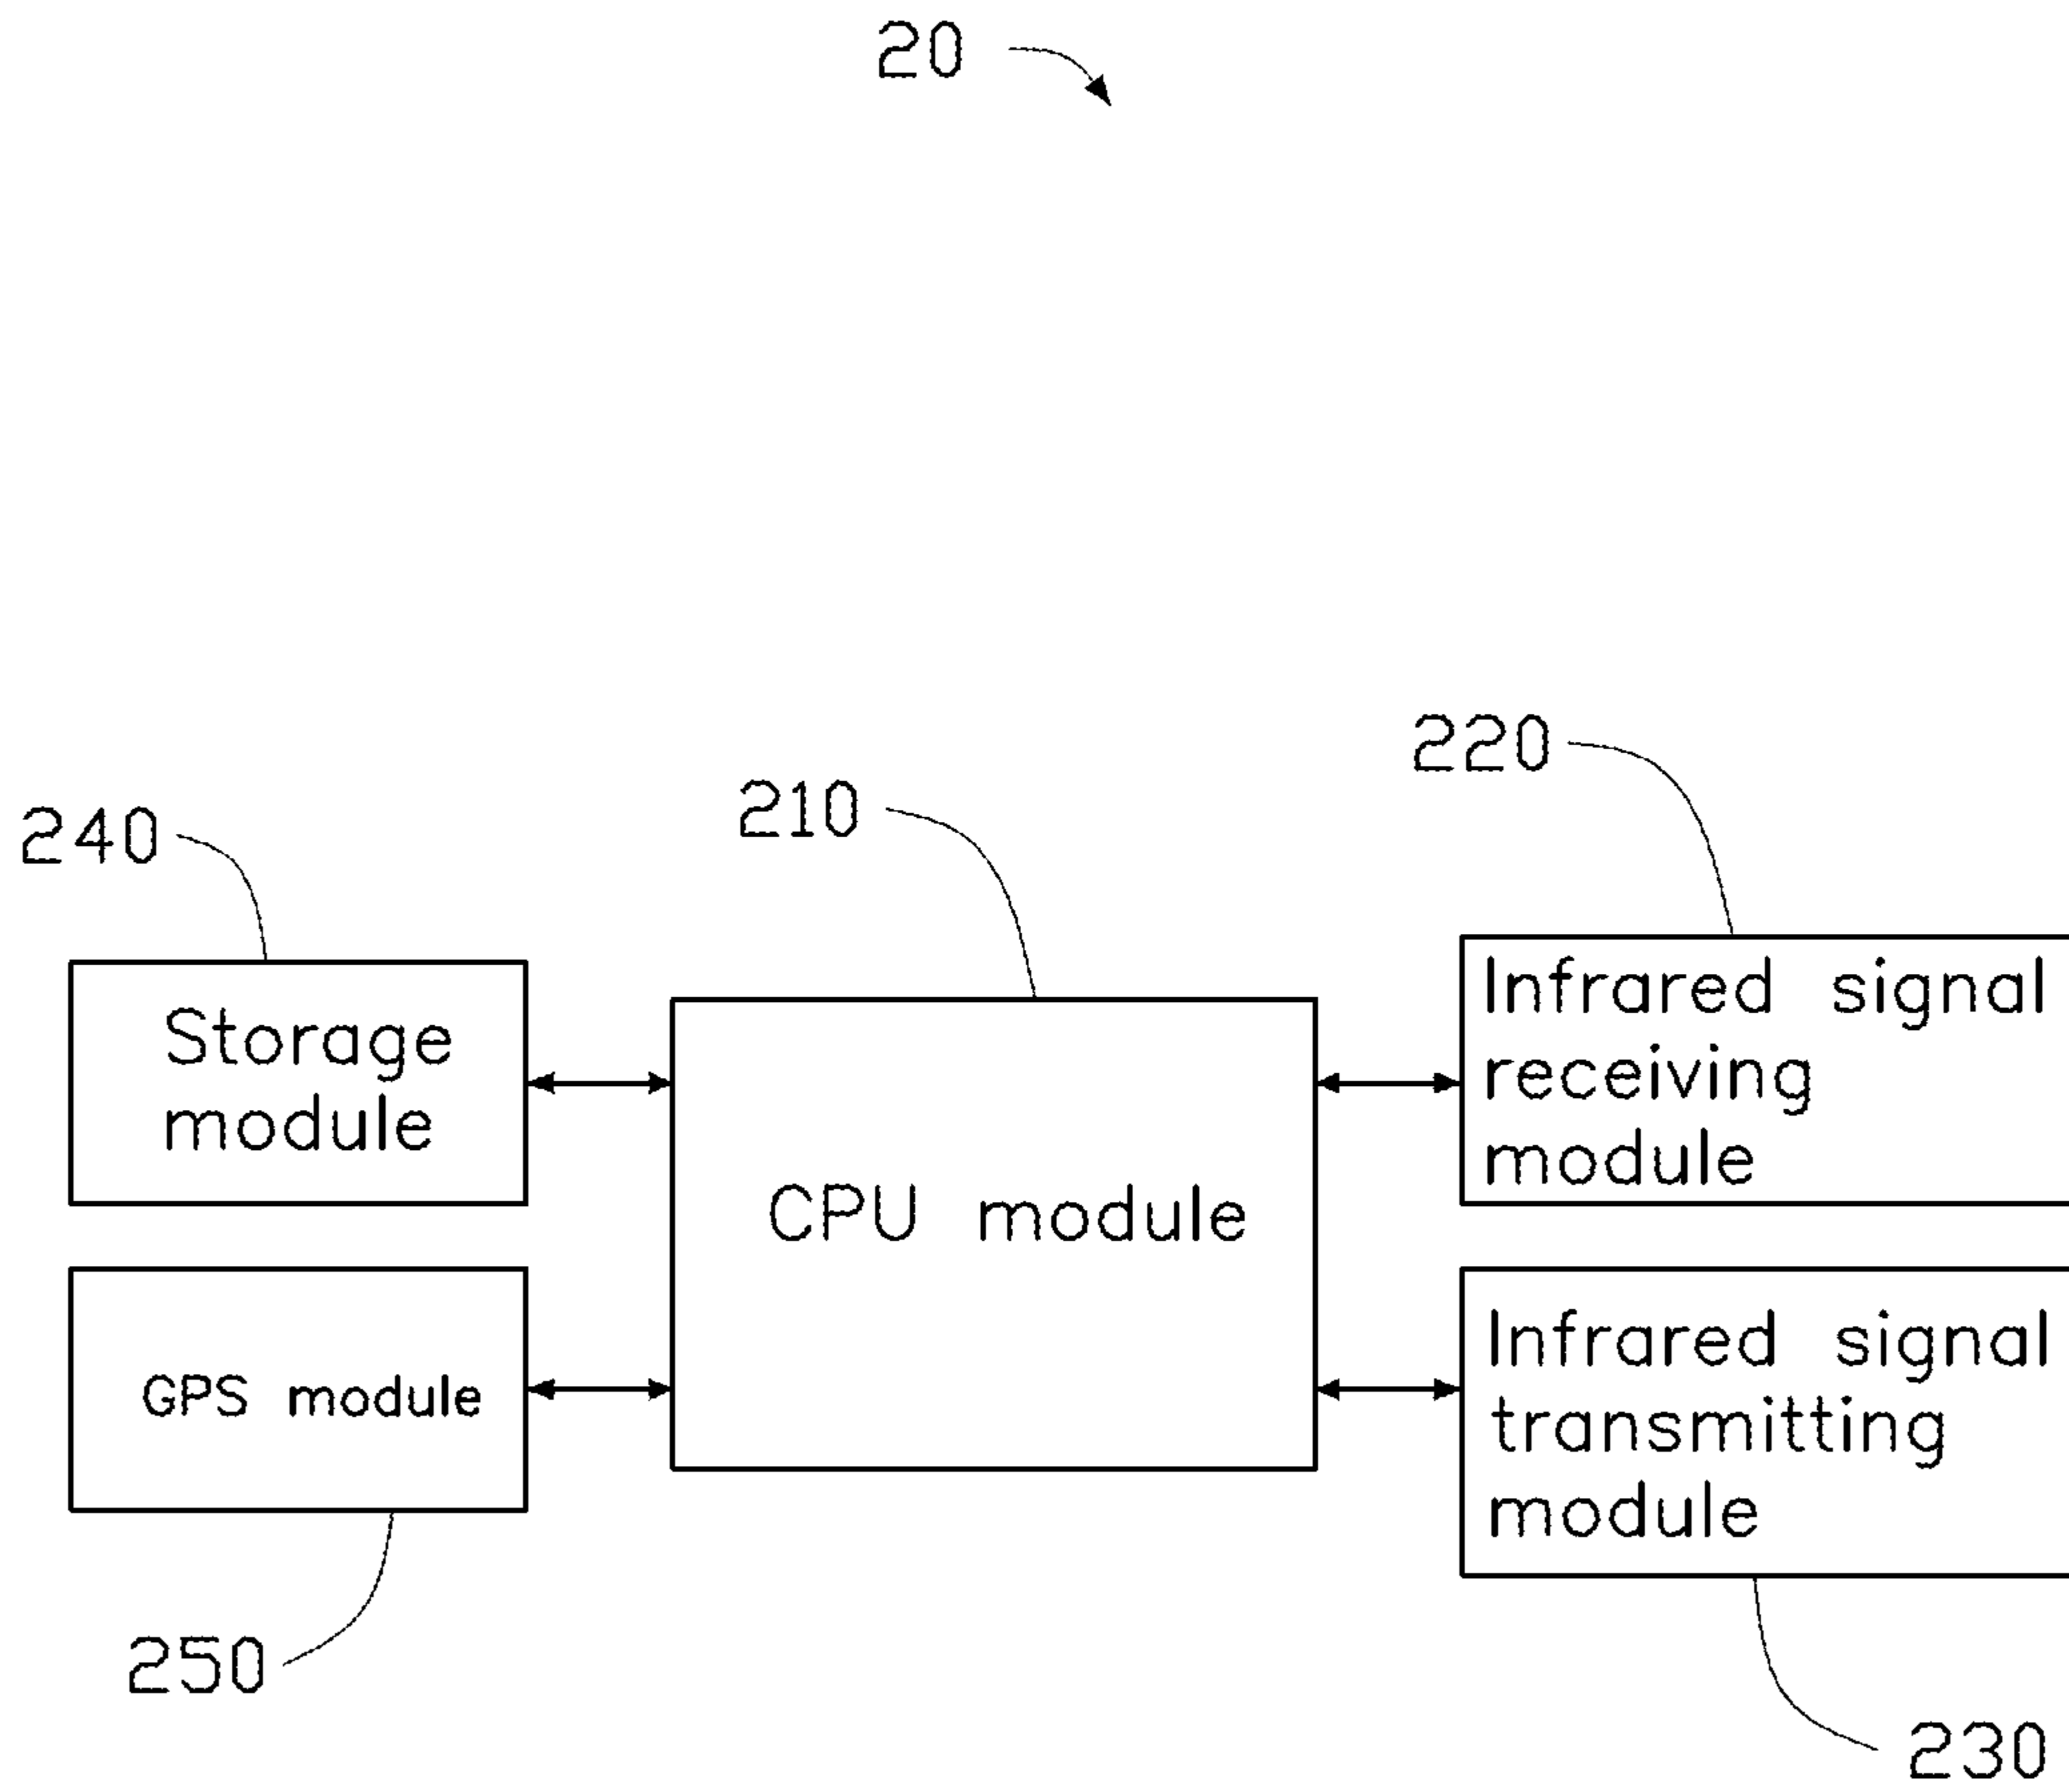 20
220
210
240
Infrared signal
receiving
module
Storage
module
CPU module
Infrared signal
transmitting
module
GPS module
250
230